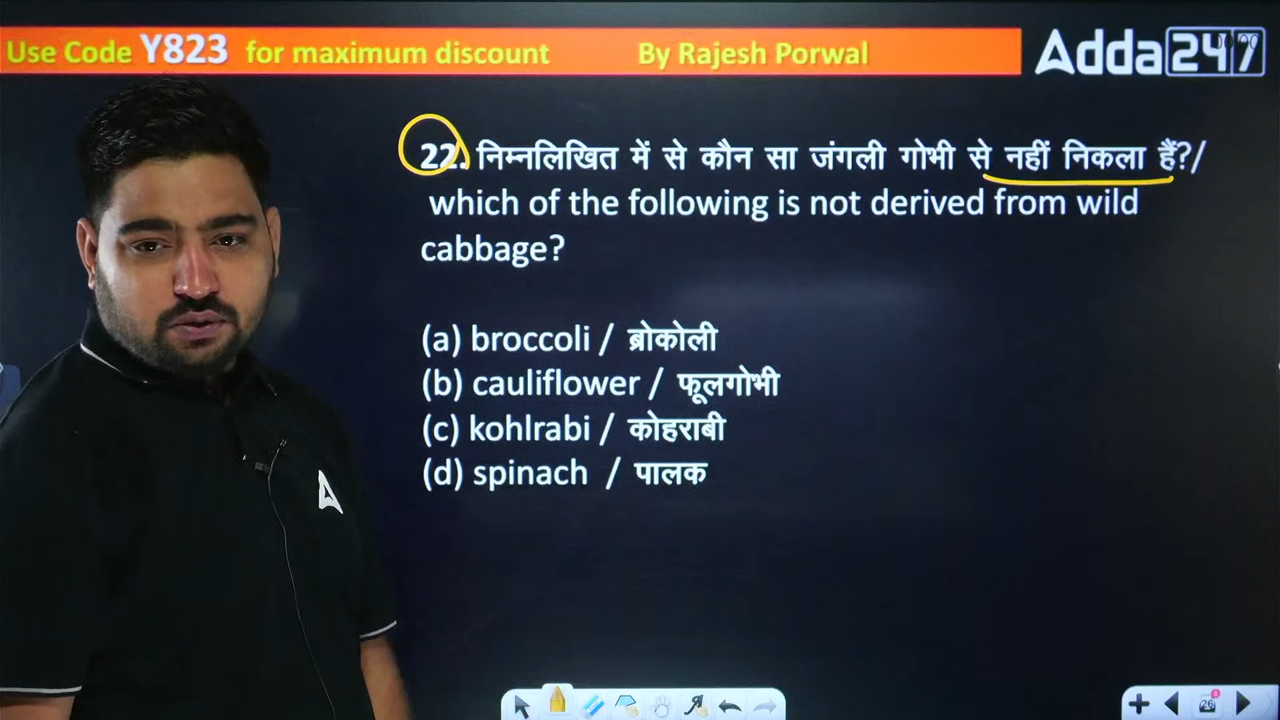 Use Code Y823 for maximum discount By Rajesh Porwal
Adda247
22. निम्नलिखित में से कौन सा जंगली गोभी से नहीं निकला हैं?/
which of the following is not derived from wild
cabbage?
(a) broccoli / ब्रोकोली
(b) cauliflower / फूलगोभी
(c) kohlrabi / कोहराबी
(d) spinach / पालक
26